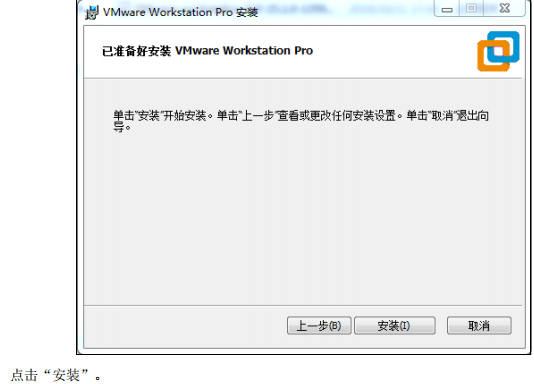 VMware Workstation Pro 安装
已准备好安装 VMware Workstation Pro
单击"安装"开始安装。单击"上一步"查看或更改任何安装设置。单击"取消"退出向
导。
上一步(B) 安装(I) 取消
点击“安装”。